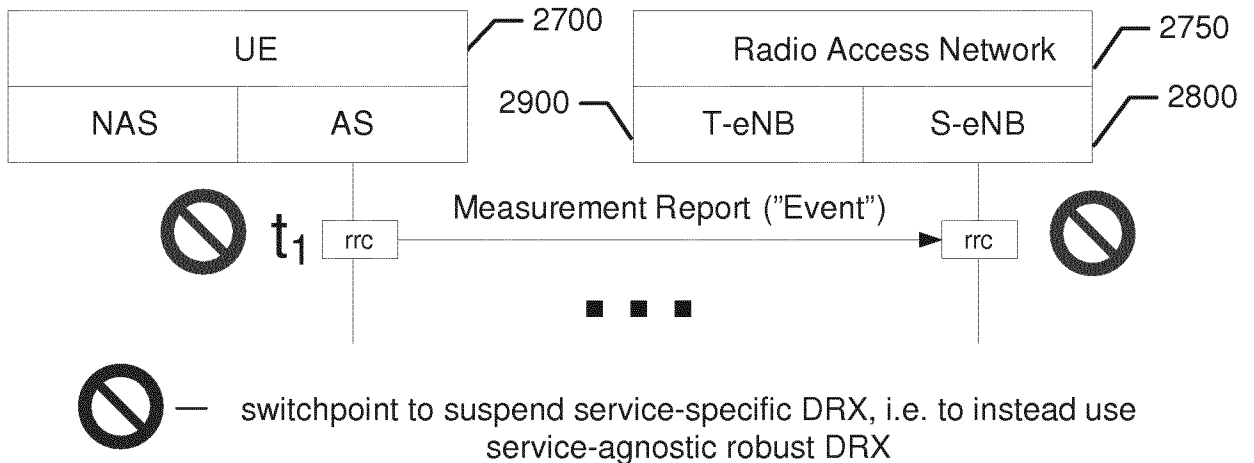 UE
2700
Radio Access Network
2750
NAS
AS
2900
T-eNB
S-eNB
2800
t1
rrc
Measurement Report (”Event”)
rrc
switchpoint to suspend service-specific DRX, i.e. to instead use
service-agnostic robust DRX